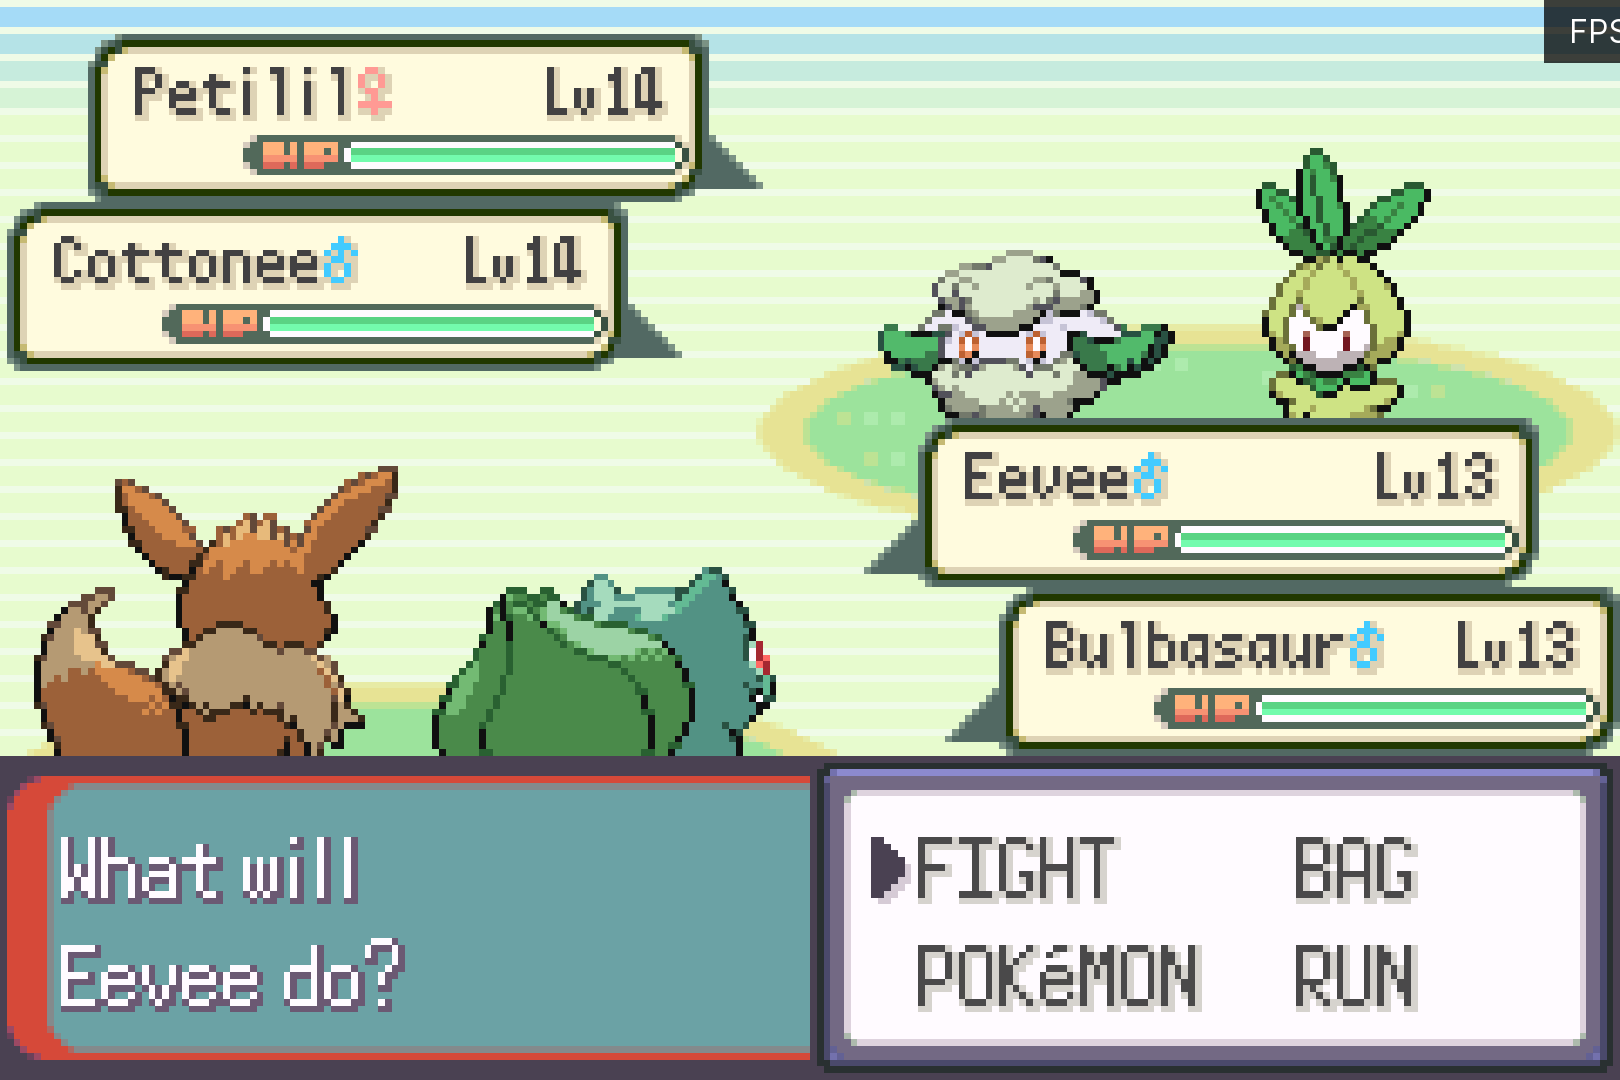 FPS
Petilil♀ Lv14
HP
Cottonee♂ Lv14
HP
Eevee♂ Lv13
HP
Bulbasaur♂ Lv13
HP
What will
Eevee do?
FIGHT BAG
POKéMON RUN